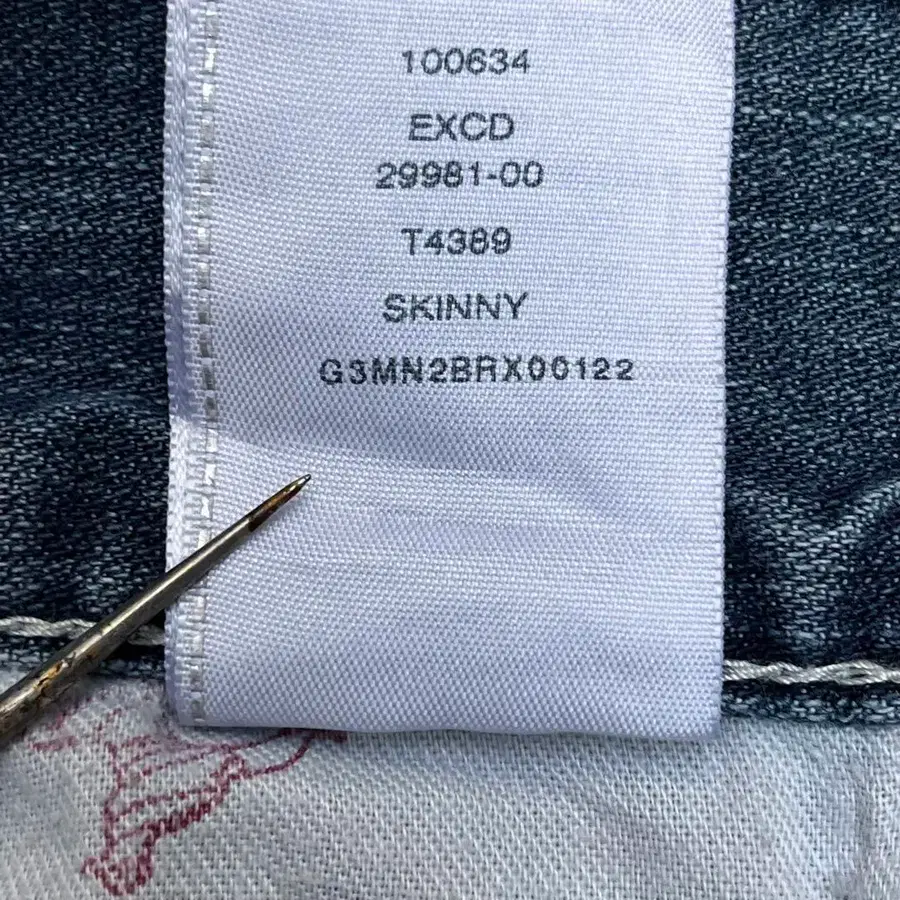 100634
EXCD
29981-00
T4389
SKINNY
G3MN2BRX00122